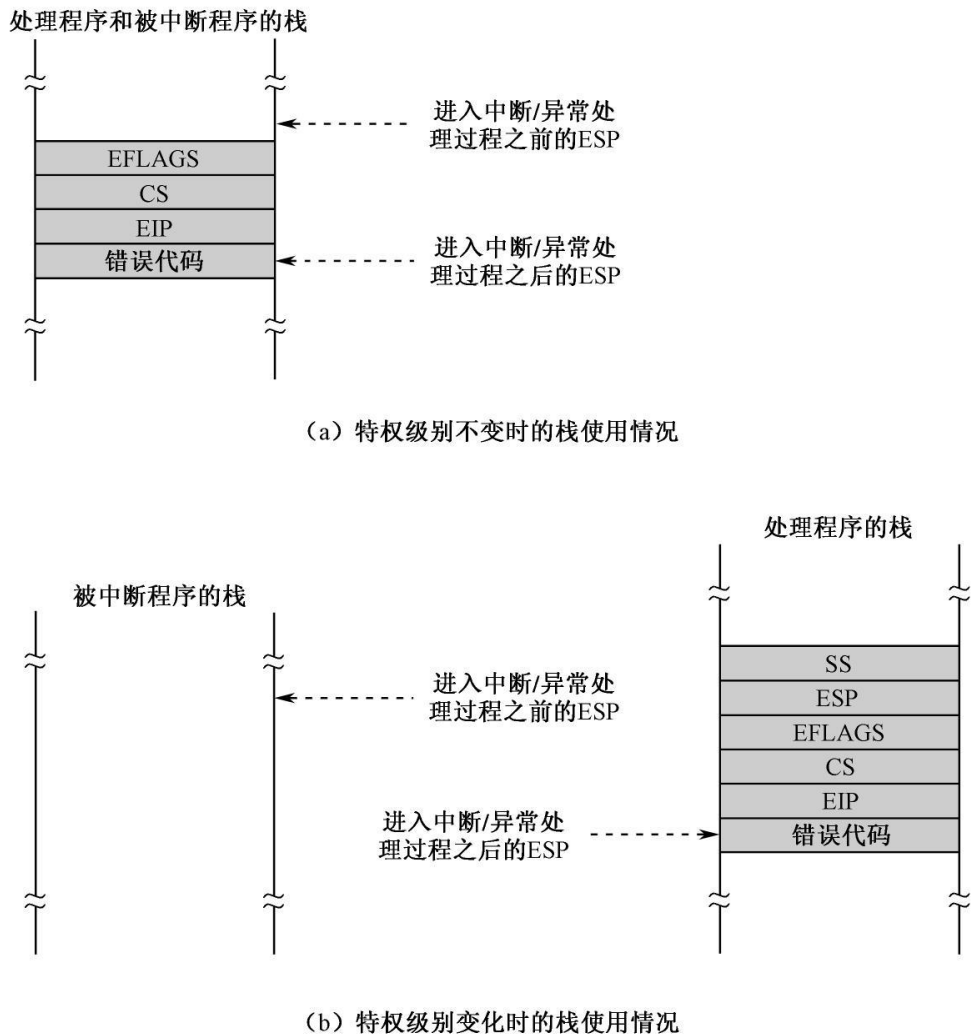 处理程序和被中断程序的栈
进入中断/异常处
理过程之前的ESP
EFLAGS
CS
EIP
错误代码
进入中断/异常处
理过程之后的ESP
（a）特权级别不变时的栈使用情况
处理程序的栈
被中断程序的栈
进入中断/异常处
理过程之前的ESP
SS
ESP
EFLAGS
CS
EIP
错误代码
进入中断/异常处
理过程之后的ESP
（b）特权级别变化时的栈使用情况